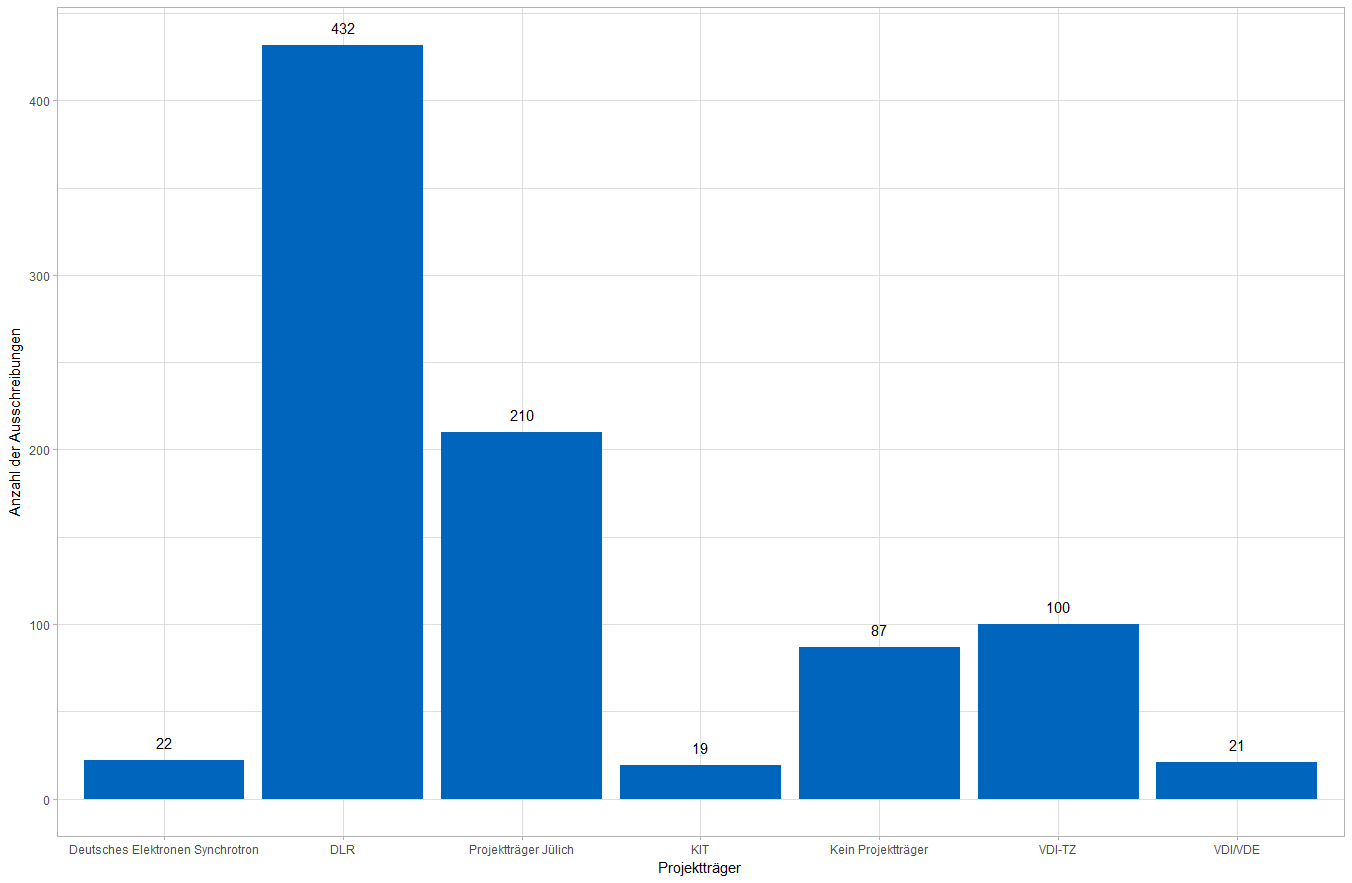 432
400
300
210
200
100
100
87
22
19
21
0
Anzahl der Ausschreibungen
Deutsches Elektronen Synchrotron
DLR
Projektträger Jülich
KIT
Kein Projektträger
VDI-TZ
VDI/VDE
Projektträger